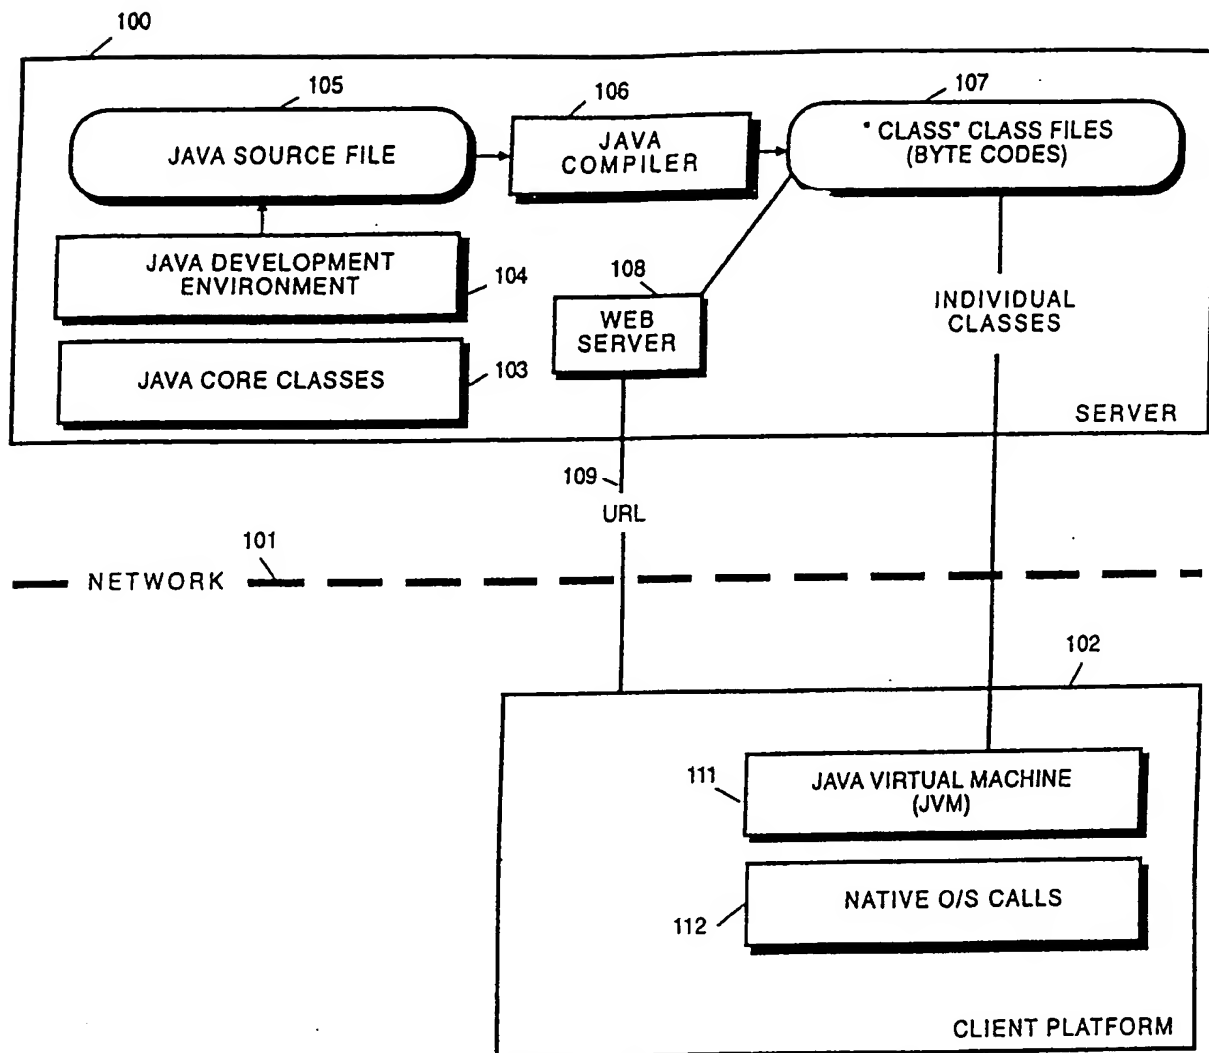 100
105
106
107
JAVA SOURCE FILE
JAVA
COMPILER
" CLASS" CLASS FILES
(BYTE CODES)
JAVA DEVELOPMENT
ENVIRONMENT
104
108
WEB
SERVER
INDIVIDUAL
CLASSES
JAVA CORE CLASSES
103
SERVER
109
URL
101
NETWORK
102
111
JAVA VIRTUAL MACHINE
(JVM)
112
NATIVE O/S CALLS
CLIENT PLATFORM